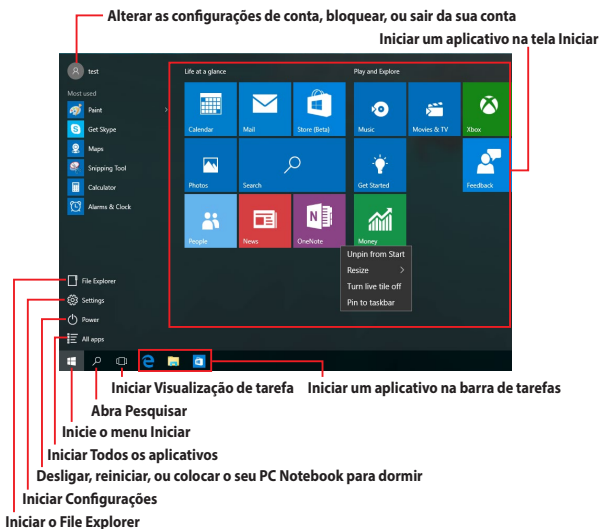 Alterar as configurações de conta, bloquear, ou sair da sua conta
Iniciar um aplicativo na tela Iniciar
test
Life at a glance
Play and Explore
Most used
Paint
Get Skype
Maps
Snipping Tool
Calculator
Alarms & Clock
Calendar
Mail
Store (Beta)
Music
Movies & TV
Xbox
Photos
Search
Get Started
Feedback
People
News
OneNote
Money
Unpin from Start
Resize
Turn live tile off
Pin to taskbar
File Explorer
Settings
Power
All apps
Iniciar Visualização de tarefa
Iniciar um aplicativo na barra de tarefas
Abra Pesquisar
Inicie o menu Iniciar
Iniciar Todos os aplicativos
Desligar, reiniciar, ou colocar o seu PC Notebook para dormir
Iniciar Configurações
Iniciar o File Explorer